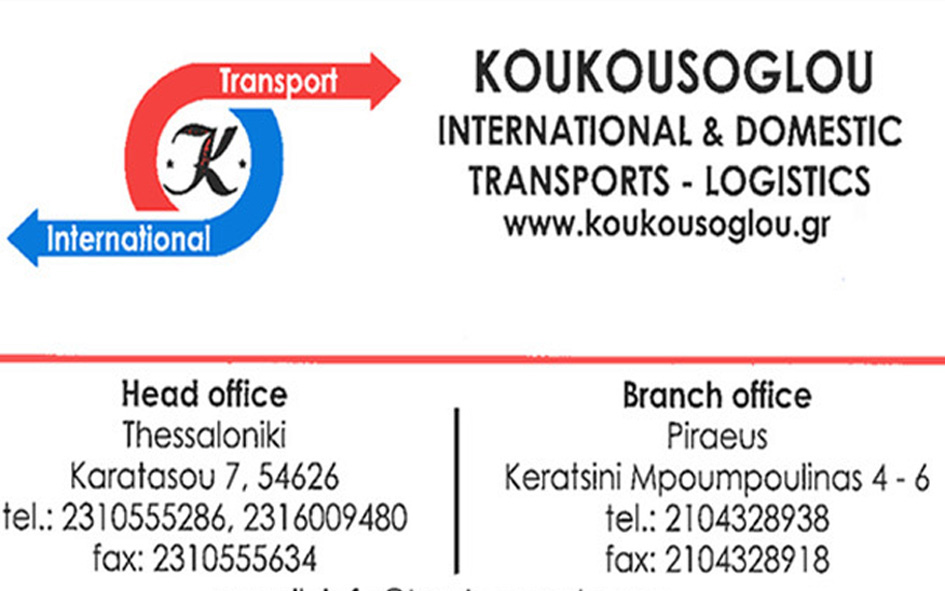 Transport
K
International
KOUKOUSOGLOU
INTERNATIONAL & DOMESTIC
TRANSPORTS - LOGISTICS
www.koukousoglou.gr
Head office
Thessaloniki
Karatasou 7, 54626
tel.: 2310555286, 2316009480
fax: 2310555634
Branch office
Piraeus
Keratsini Mpoumpoulinas 4 - 6
tel.: 2104328938
fax: 2104328918